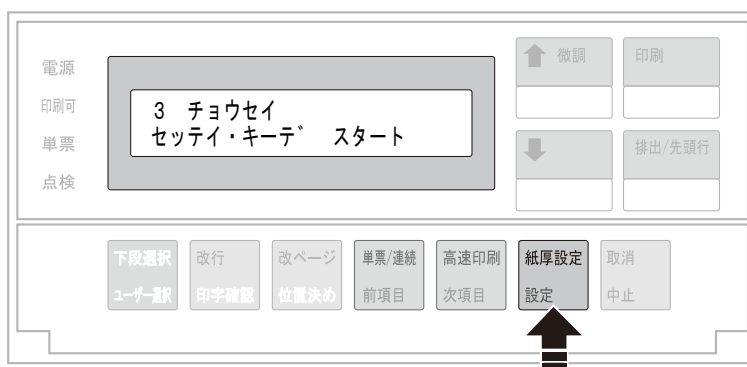 電源
印刷可
単票
点検
3 チョウセイ
セッテイ・キーデ゛ スタート
微調
印刷
排出/先頭行
下段選択
ユーザー選択
改行
印字確認
改ページ
位置決め
単票/連続
前項目
高速印刷
次項目
紙厚設定
設定
取消
中止